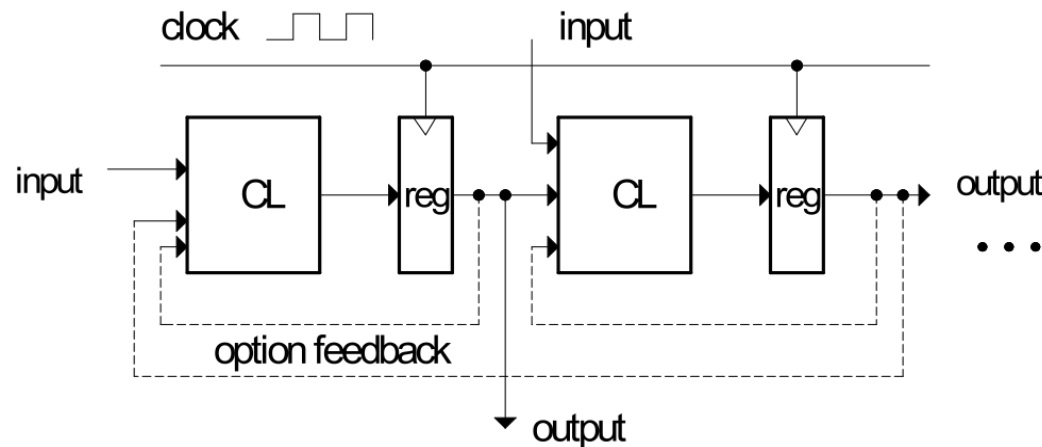 clock
input
input
CL
reg
CL
reg
output
option feedback
output